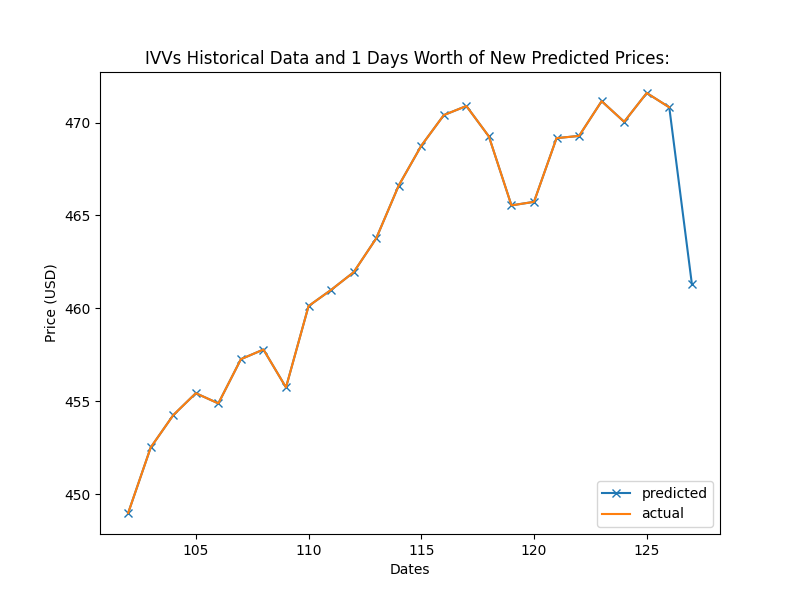 IVVs Historical Data and 1 Days Worth of New Predicted Prices:
470
465
460
455
450
Price (USD)
predicted
actual
105
110
115
120
125
Dates